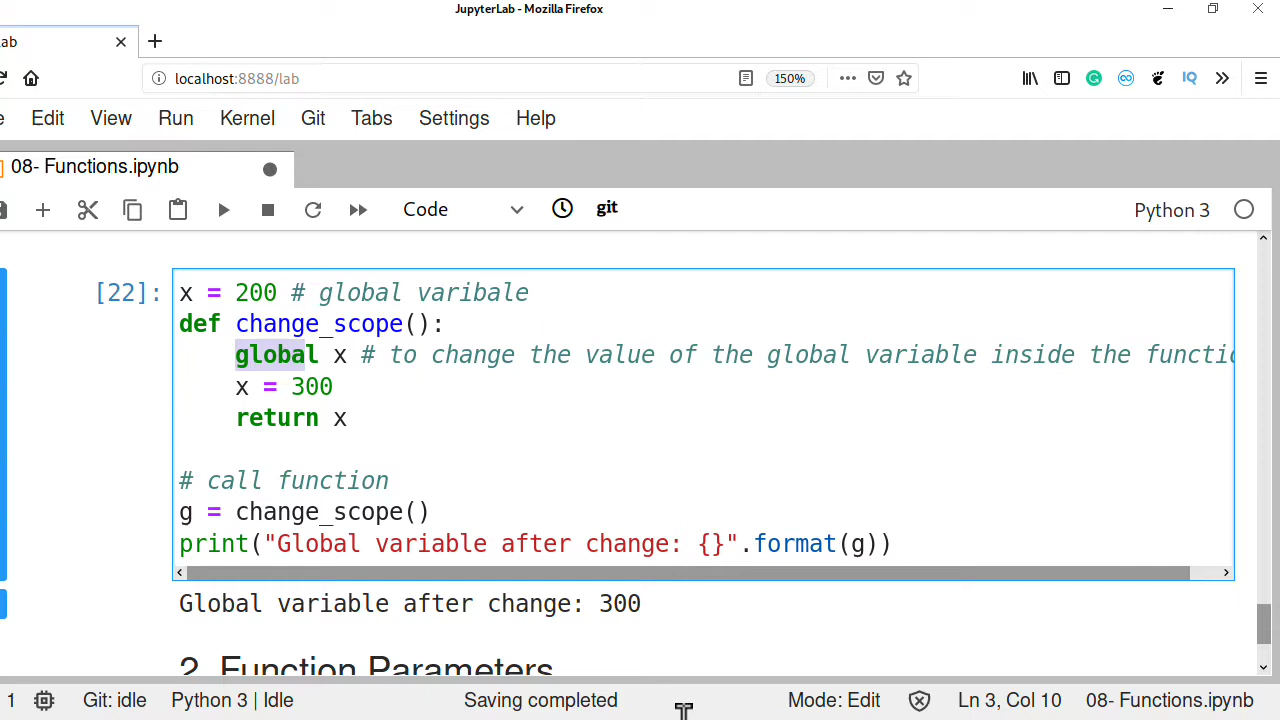 JupyterLab - Mozilla Firefox
ab
localhost:8888/lab 150%
Edit View Run Kernel Git Tabs Settings Help
08- Functions.ipynb
Code git Python 3
[22]: x = 200 # global varibale
def change_scope():
global x # to change the value of the global variable inside the functio
x = 300
return x
# call function
g = change_scope()
print("Global variable after change: {}".format(g))
Global variable after change: 300
2. Function Parameters
1 Git: idle Python 3 | Idle Saving completed Mode: Edit Ln 3, Col 10 08- Functions.ipynb